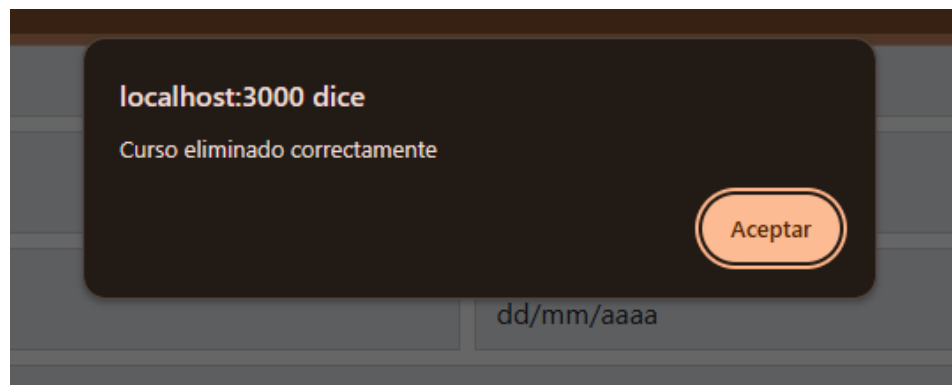 localhost:3000 dice
Curso eliminado correctamente
Aceptar
dd/mm/aaaa